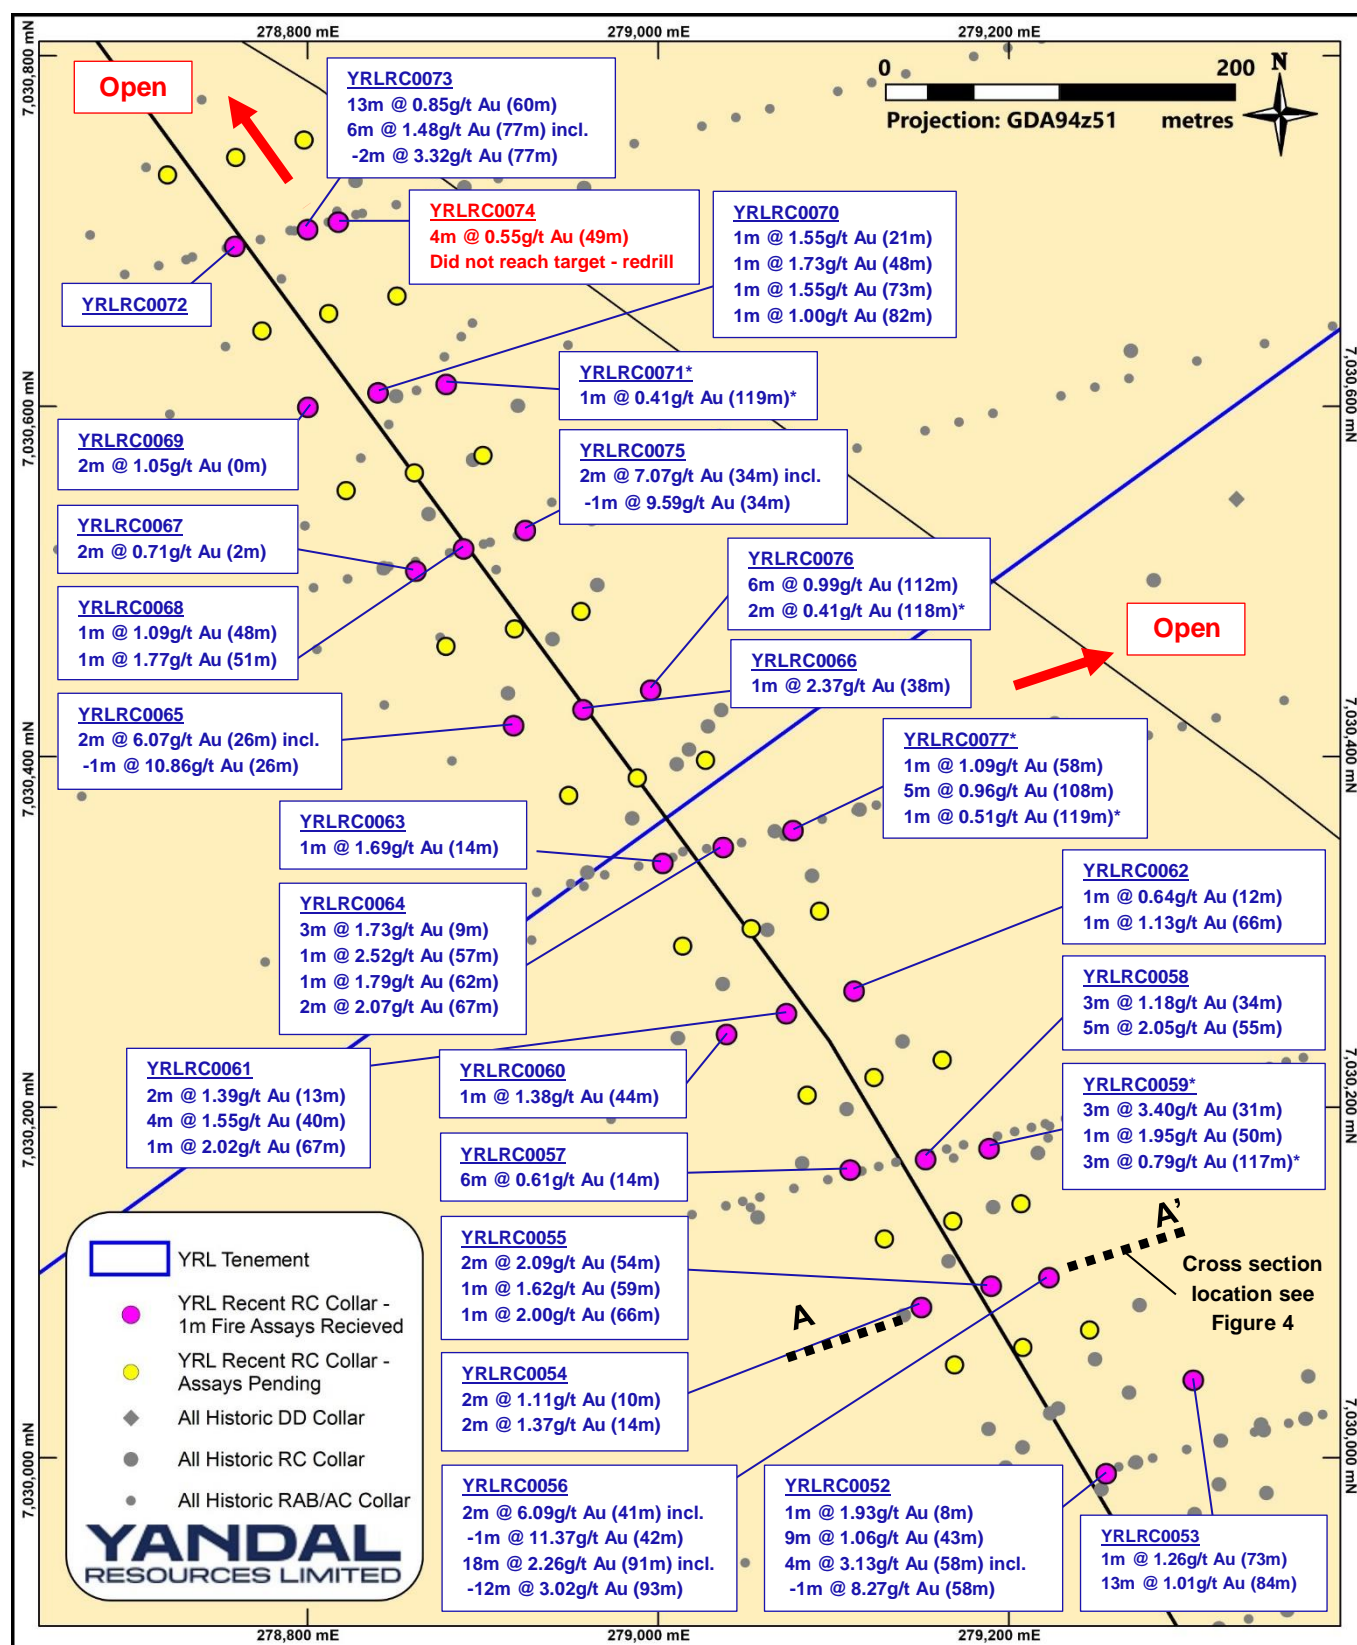 278,800 mE
279,000 mE
279,200 mE
7,030,800 mN
7,030,600 mN
7,030,400 mN
7,030,200 mN
7,030,000 mN
7,030,600 mN
7,030,400 mN
7,030,200 mN
7,030,000 mN
Open
0
200
N
Projection: GDA94z51 metres
YRLRC0073
13m @ 0.85g/t Au (60m)
6m @ 1.48g/t Au (77m) incl.
-2m @ 3.32g/t Au (77m)
YRLRC0074
4m @ 0.55g/t Au (49m)
Did not reach target - redrill
YRLRC0070
1m @ 1.55g/t Au (21m)
1m @ 1.73g/t Au (48m)
1m @ 1.55g/t Au (73m)
1m @ 1.00g/t Au (82m)
YRLRC0072
YRLRC0071*
1m @ 0.41g/t Au (119m)*
YRLRC0069
2m @ 1.05g/t Au (0m)
YRLRC0075
2m @ 7.07g/t Au (34m) incl.
-1m @ 9.59g/t Au (34m)
YRLRC0067
2m @ 0.71g/t Au (2m)
YRLRC0076
6m @ 0.99g/t Au (112m)
2m @ 0.41g/t Au (118m)*
Open
YRLRC0068
1m @ 1.09g/t Au (48m)
1m @ 1.77g/t Au (51m)
YRLRC0066
1m @ 2.37g/t Au (38m)
YRLRC0065
2m @ 6.07g/t Au (26m) incl.
-1m @ 10.86g/t Au (26m)
YRLRC0077*
1m @ 1.09g/t Au (58m)
5m @ 0.96g/t Au (108m)
1m @ 0.51g/t Au (119m)*
YRLRC0063
1m @ 1.69g/t Au (14m)
YRLRC0062
1m @ 0.64g/t Au (12m)
1m @ 1.13g/t Au (66m)
YRLRC0064
3m @ 1.73g/t Au (9m)
1m @ 2.52g/t Au (57m)
1m @ 1.79g/t Au (62m)
2m @ 2.07g/t Au (67m)
YRLRC0058
3m @ 1.18g/t Au (34m)
5m @ 2.05g/t Au (55m)
YRLRC0061
2m @ 1.39g/t Au (13m)
4m @ 1.55g/t Au (40m)
1m @ 2.02g/t Au (67m)
YRLRC0060
1m @ 1.38g/t Au (44m)
YRLRC0059*
3m @ 3.40g/t Au (31m)
1m @ 1.95g/t Au (50m)
3m @ 0.79g/t Au (117m)*
YRLRC0057
6m @ 0.61g/t Au (14m)
A'
Cross section
location see
Figure 4
YRLRC0055
2m @ 2.09g/t Au (54m)
1m @ 1.62g/t Au (59m)
1m @ 2.00g/t Au (66m)
A
YRLRC0054
2m @ 1.11g/t Au (10m)
2m @ 1.37g/t Au (14m)
YRLRC0056
2m @ 6.09g/t Au (41m) incl.
-1m @ 11.37g/t Au (42m)
18m @ 2.26g/t Au (91m) incl.
-12m @ 3.02g/t Au (93m)
YRLRC0052
1m @ 1.93g/t Au (8m)
9m @ 1.06g/t Au (43m)
4m @ 3.13g/t Au (58m) incl.
-1m @ 8.27g/t Au (58m)
YRLRC0053
1m @ 1.26g/t Au (73m)
13m @ 1.01g/t Au (84m)
YRL Tenement
YRL Recent RC Collar -
1m Fire Assays Recieved
YRL Recent RC Collar -
Assays Pending
All Historic DD Collar
All Historic RC Collar
All Historic RAB/AC Collar
YANDAL
RESOURCES LIMITED
278,800 mE
279,000 mE
279,200 mE